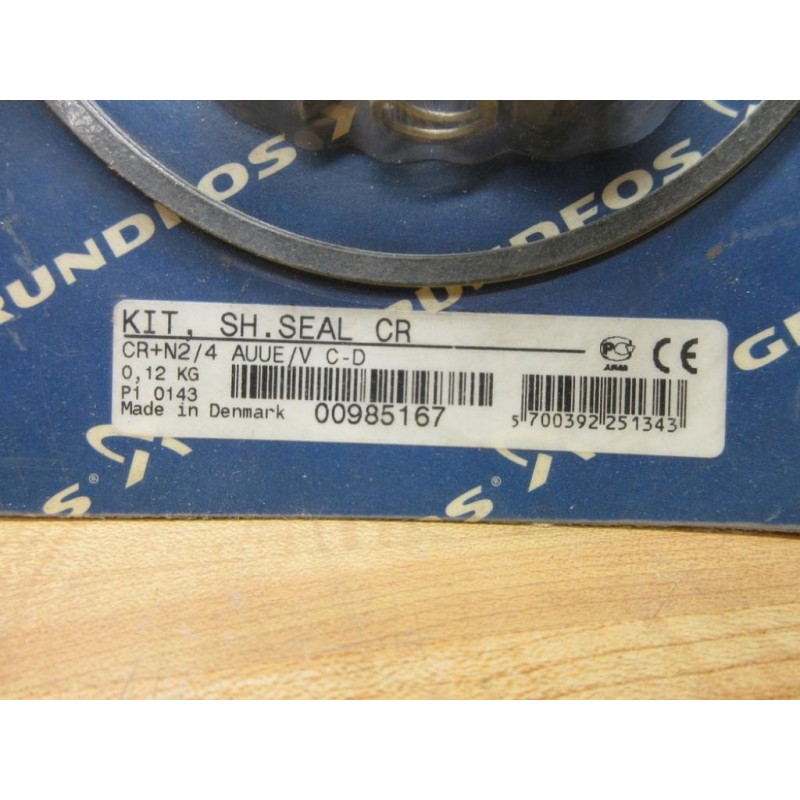 GRUNDFOS
GRUNDFOS
KIT, SH.SEAL CR
CR+N2/4 AUUE/V C-D
0,12 KG
P1 0143
Made in Denmark 00985167
5 700392 251343
CE